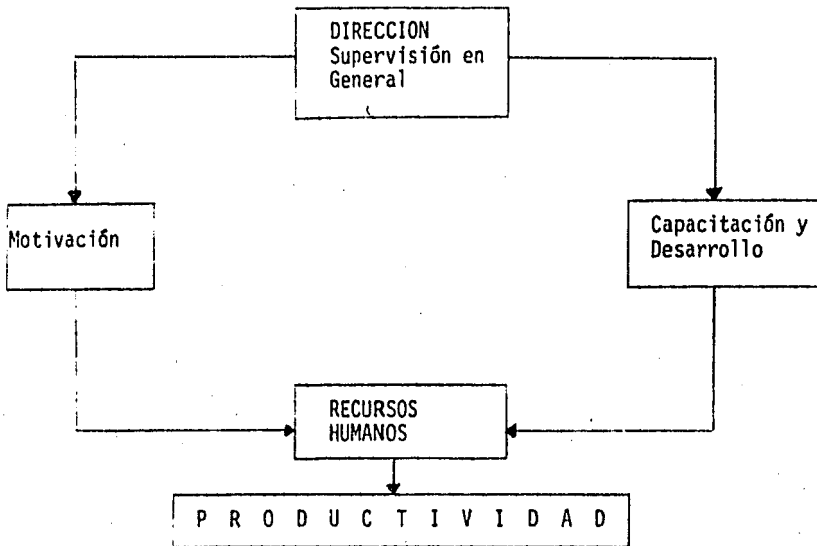 DIRECCION
Supervisión en
General
Motivación
Capacitación y
Desarrollo
RECURSOS
HUMANOS
P R O D U C T I V I D A D